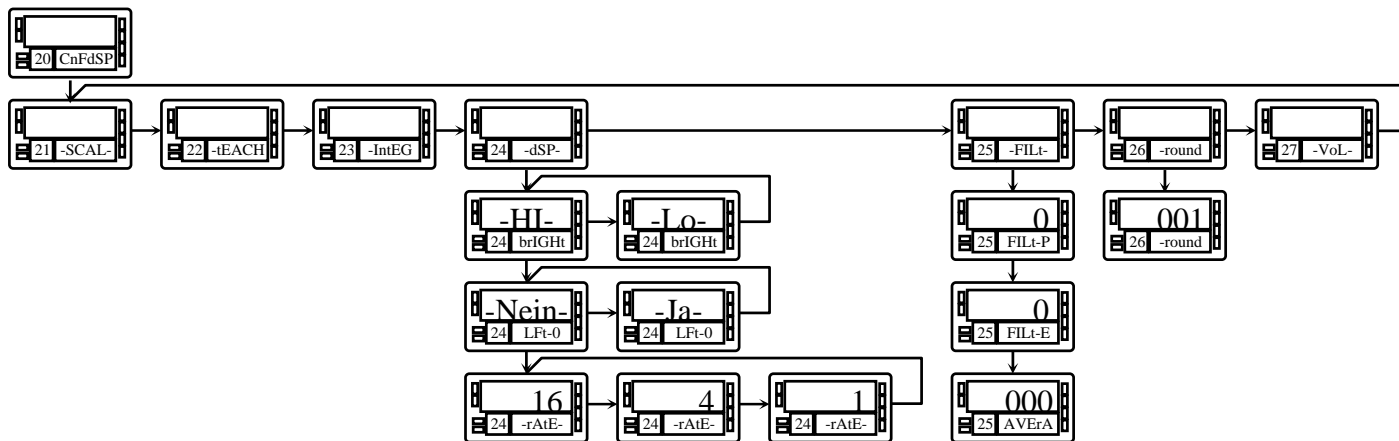 20 CnFdSP
21 -SCAL-
22 -tEACH
23 -IntEG
24 -dSP-
25 -FILt-
26 -round
27 -VoL-
-HI-
24 brIGHt
-Lo-
24 brIGHt
0
25 FILt-P
001
26 -round
-Nein-
24 LFt-0
-Ja-
24 LFt-0
0
25 FILt-E
16
24 -rAtE-
4
24 -rAtE-
1
24 -rAtE-
000
25 AVErA